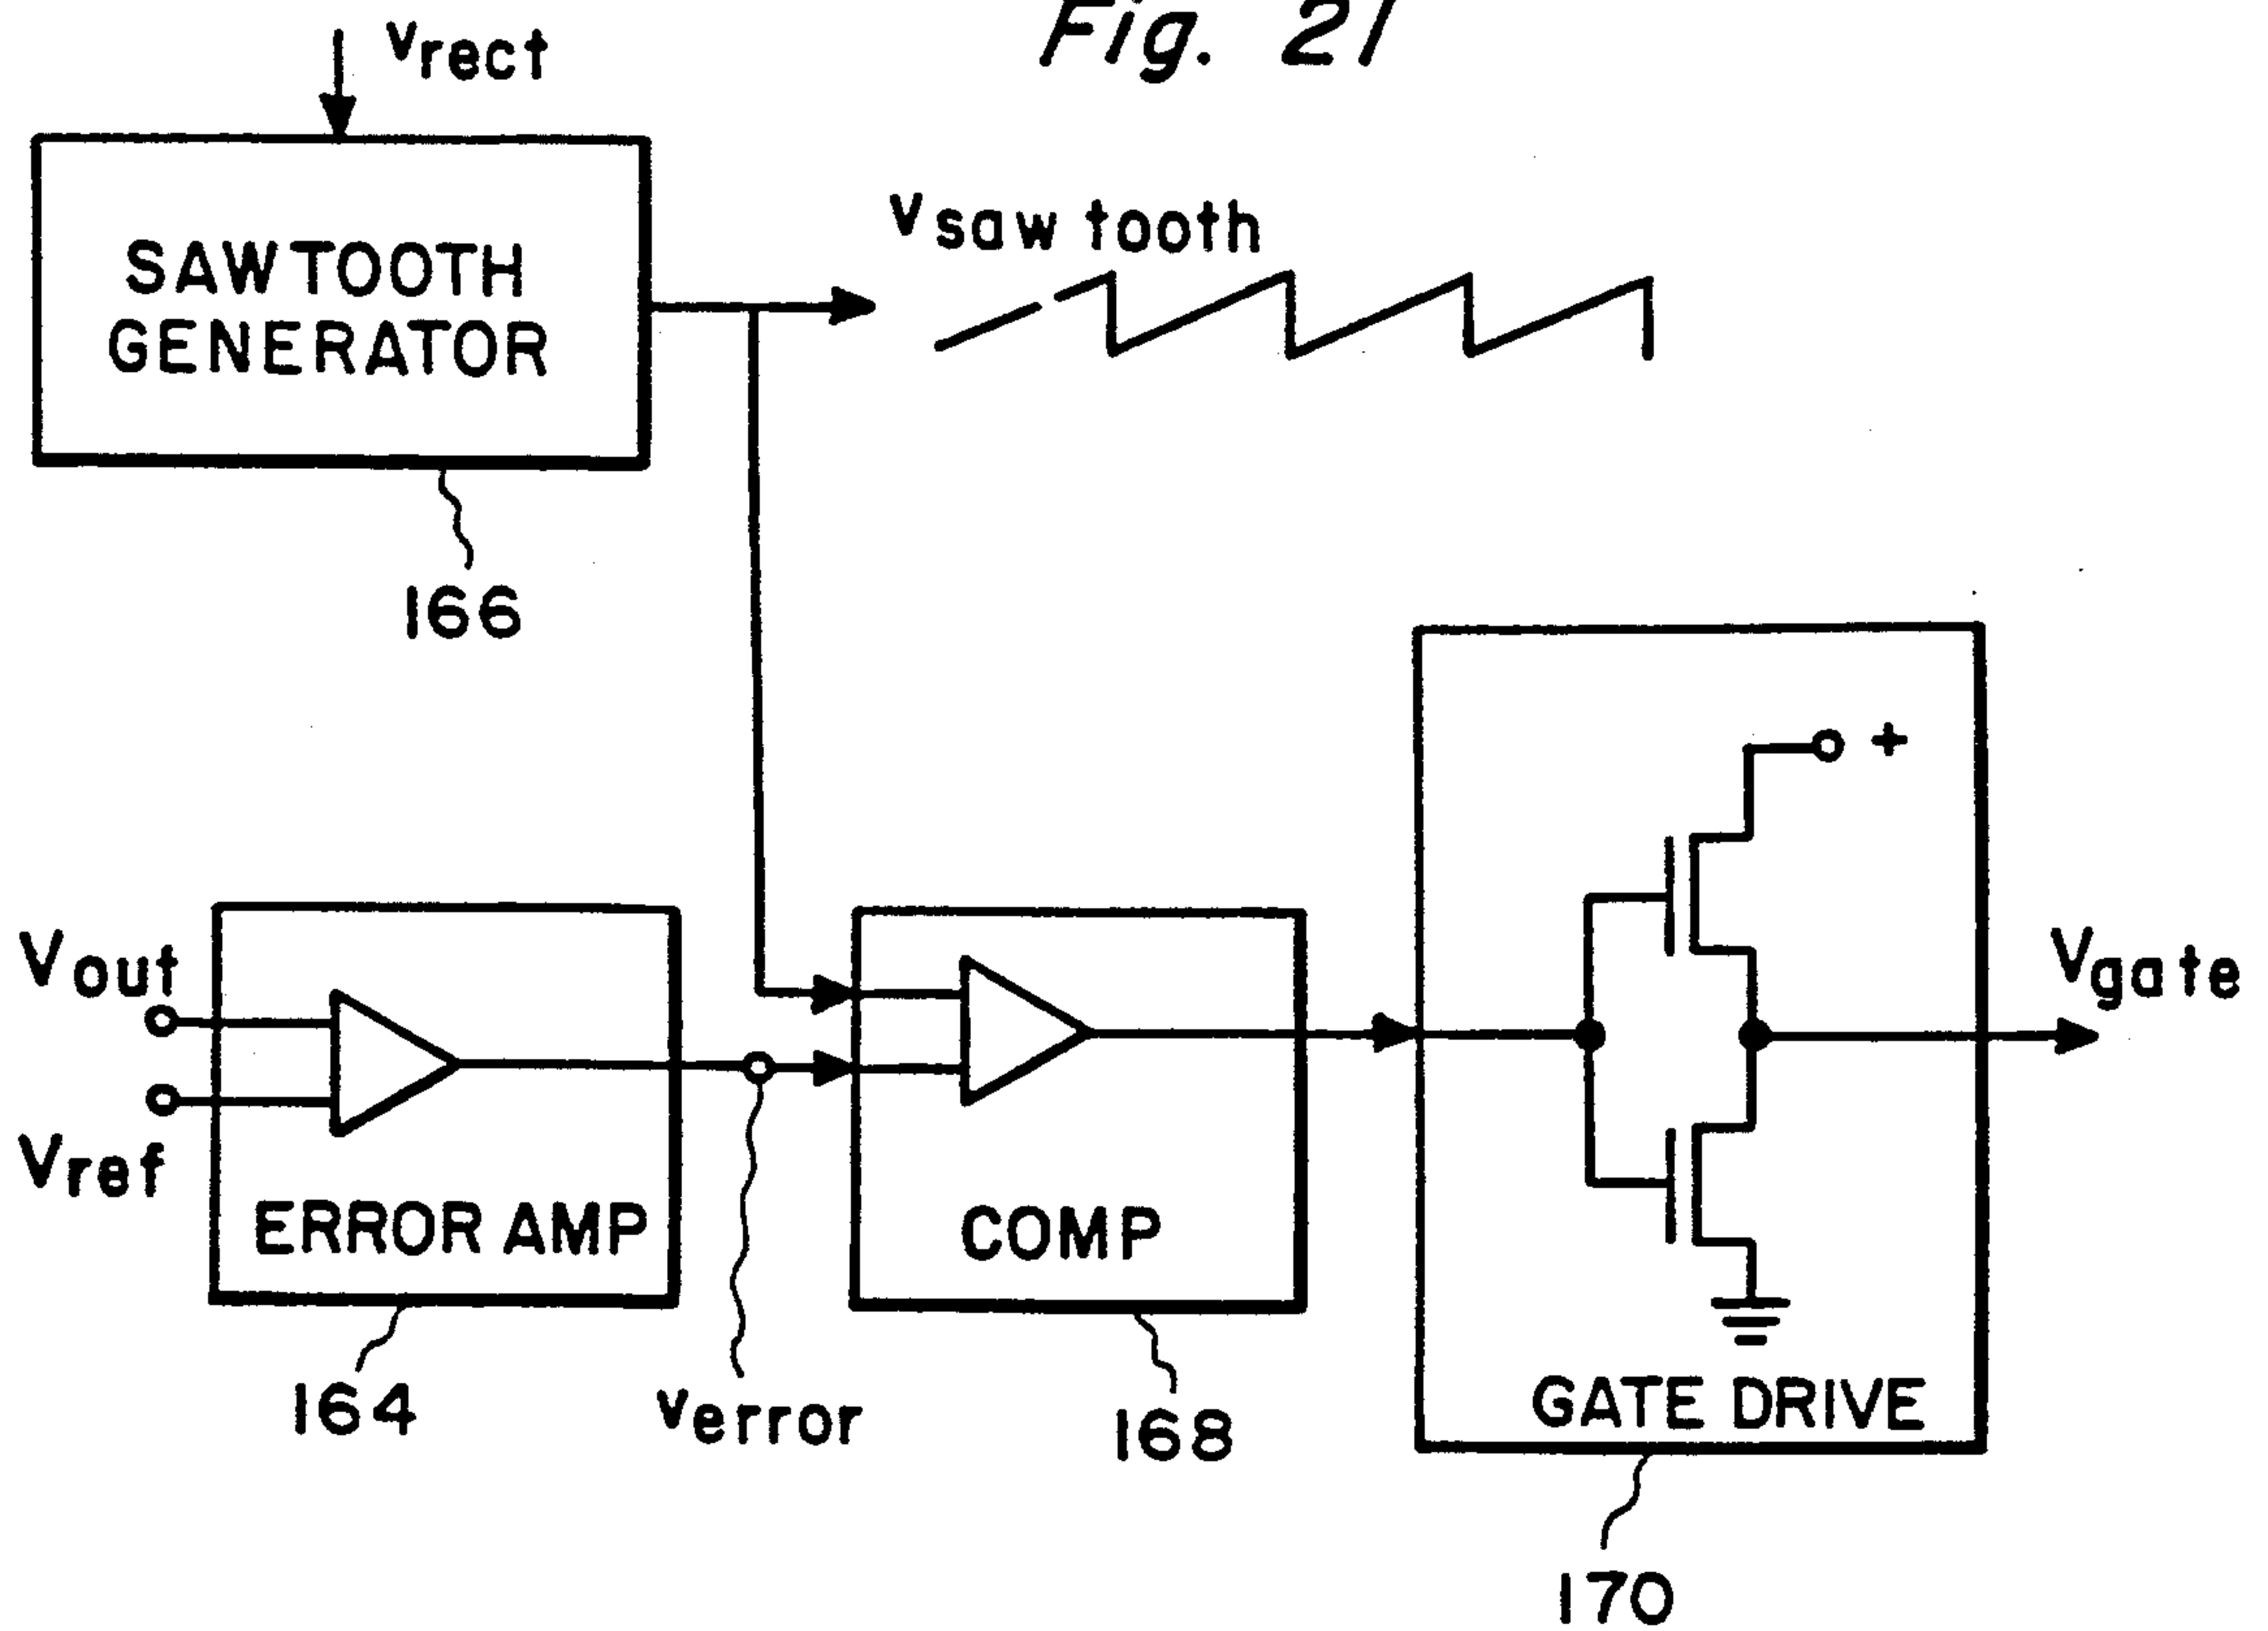 Fig. 21
vrect
SAWTOOTH
GENERATOR
vsaw tooth
166
+
Vout
Vref
ERROR AMP
COMP
Vgate
GATE DRIVE
164
verror
168
170